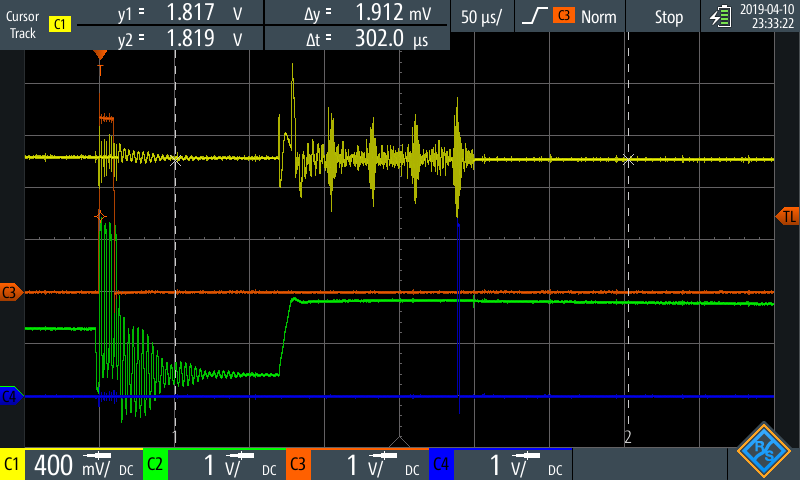 Cursor Track C1 y1 = 1.817 V Δy = 1.912 mV 50 µs/ C3 Norm Stop 2019-04-10
y2 = 1.819 V Δt = 302.0 µs 23:33:22
T
TL
C3
C4
1 2
R&S
C1 400 mV/ DC C2 1 V/ DC C3 1 V/ DC C4 1 V/ DC